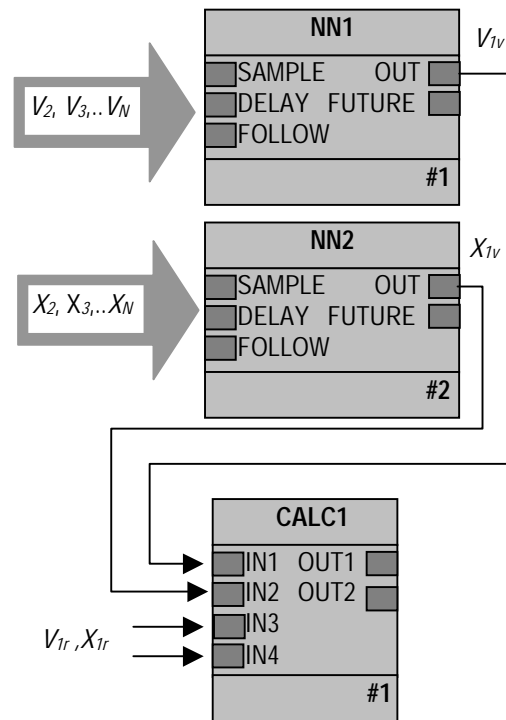 NN1
V1v
SAMPLE OUT
DELAY FUTURE
FOLLOW
V2, V3,..VN
#1
NN2
X1v
SAMPLE OUT
DELAY FUTURE
FOLLOW
X2, X3,..XN
#2
CALC1
IN1 OUT1
IN2 OUT2
IN3
IN4
V1r ,X1r
#1